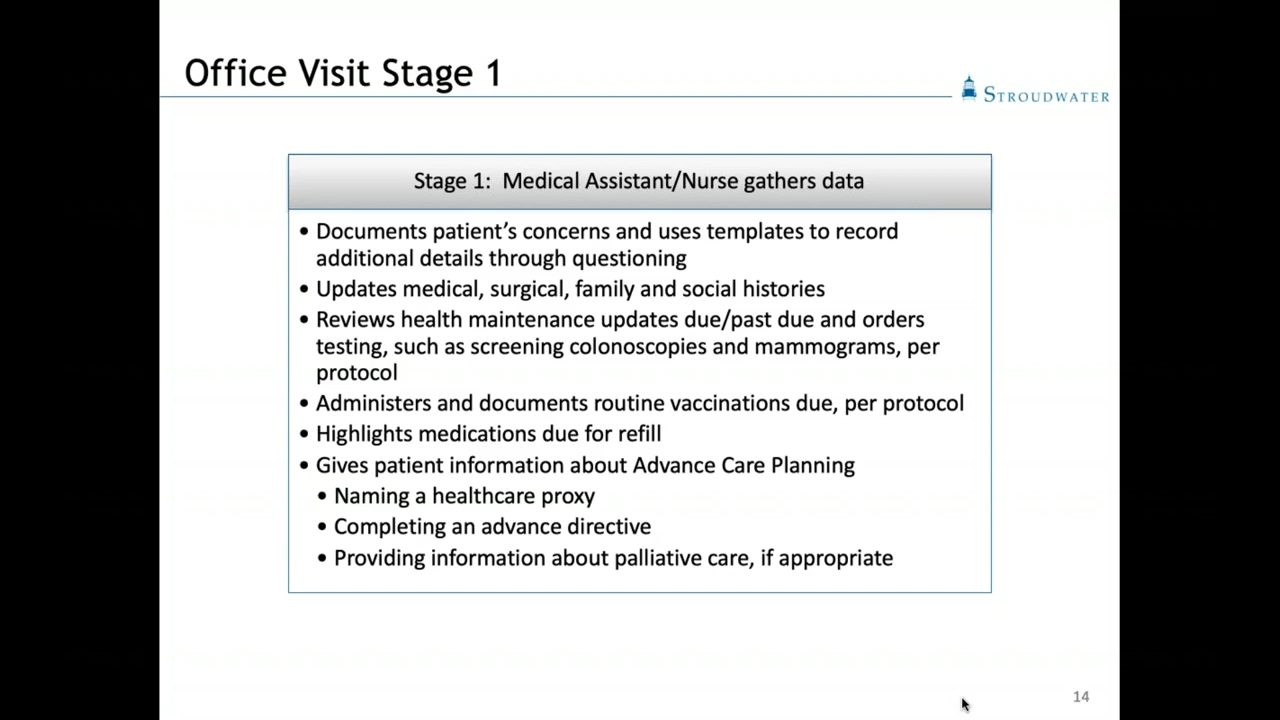 Office Visit Stage 1
STROUDWATER
Stage 1: Medical Assistant/Nurse gathers data
• Documents patient’s concerns and uses templates to record
additional details through questioning
• Updates medical, surgical, family and social histories
• Reviews health maintenance updates due/past due and orders
testing, such as screening colonoscopies and mammograms, per
protocol
• Administers and documents routine vaccinations due, per protocol
• Highlights medications due for refill
• Gives patient information about Advance Care Planning
• Naming a healthcare proxy
• Completing an advance directive
• Providing information about palliative care, if appropriate
14